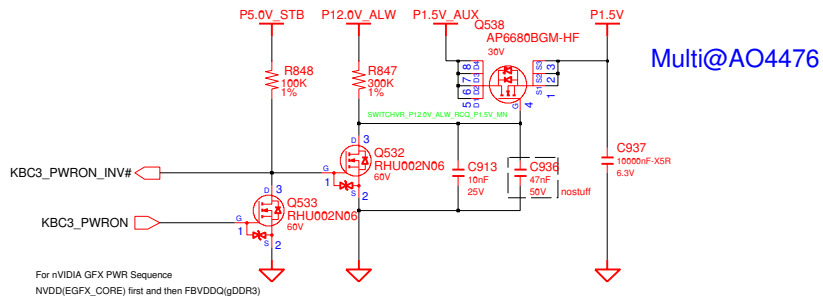 P5.0V_STB
P12.0V_ALW
P1.5V_AUX
Q538
AP6680BGM-HF
30V
P1.5V
Multi@AO4476
R848
100K
1%
R847
300K
1%
8 D4
7 D3
6 D2
5 D1
S3 3
S2 2
S1 1
G
4
SWITCHVR_P12.0V_ALW_RCQ_P1.5V_MN
KBC3_PWRON_INV#
D 3
G
1
S 2
Q532
RHU002N06
60V
C913
10nF
25V
C936
47nF
50V
nostuff
C937
10000nF-X5R
6.3V
KBC3_PWRON
D 3
G
1
S 2
Q533
RHU002N06
60V
For nVIDIA GFX PWR Sequence
NVDD(EGFX_CORE) first and then FBVDDQ(gDDR3)